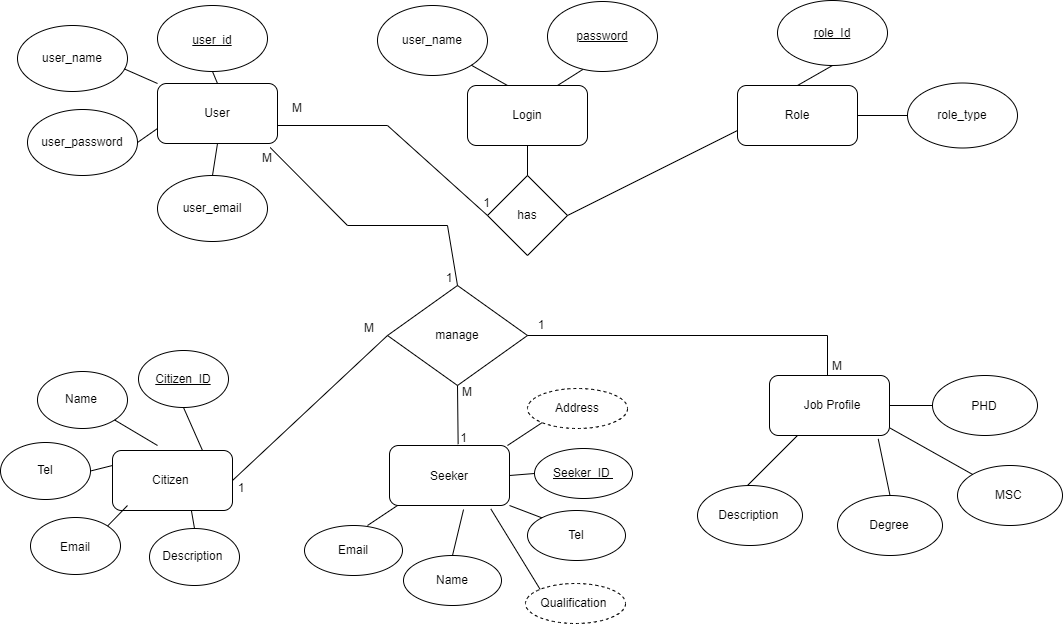 user_id
user_name
password
role_Id
user_name
M
User
Login
Role
role_type
user_password
M
user_email
1
has
1
M
manage
1
M
M
Citizen_ID
Name
Address
PHD
Job Profile
1
Tel
Citizen
1
Seeker
Seeker_ID
MSC
Description
Degree
Tel
Email
Description
Email
Name
Qualification